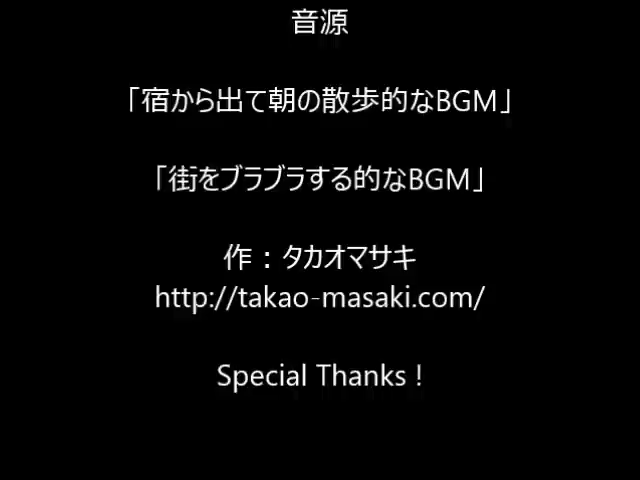 音源
「宿から出て朝の散歩的なBGM」
「街をブラブラする的なBGM」
作：タカオマサキ
http://takao-masaki.com/
Special Thanks !